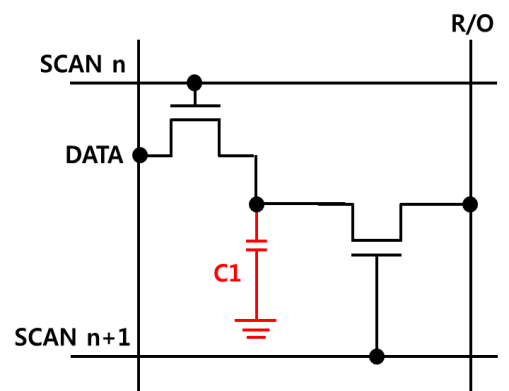 R/O
SCAN n
DATA
C1
SCAN n+1